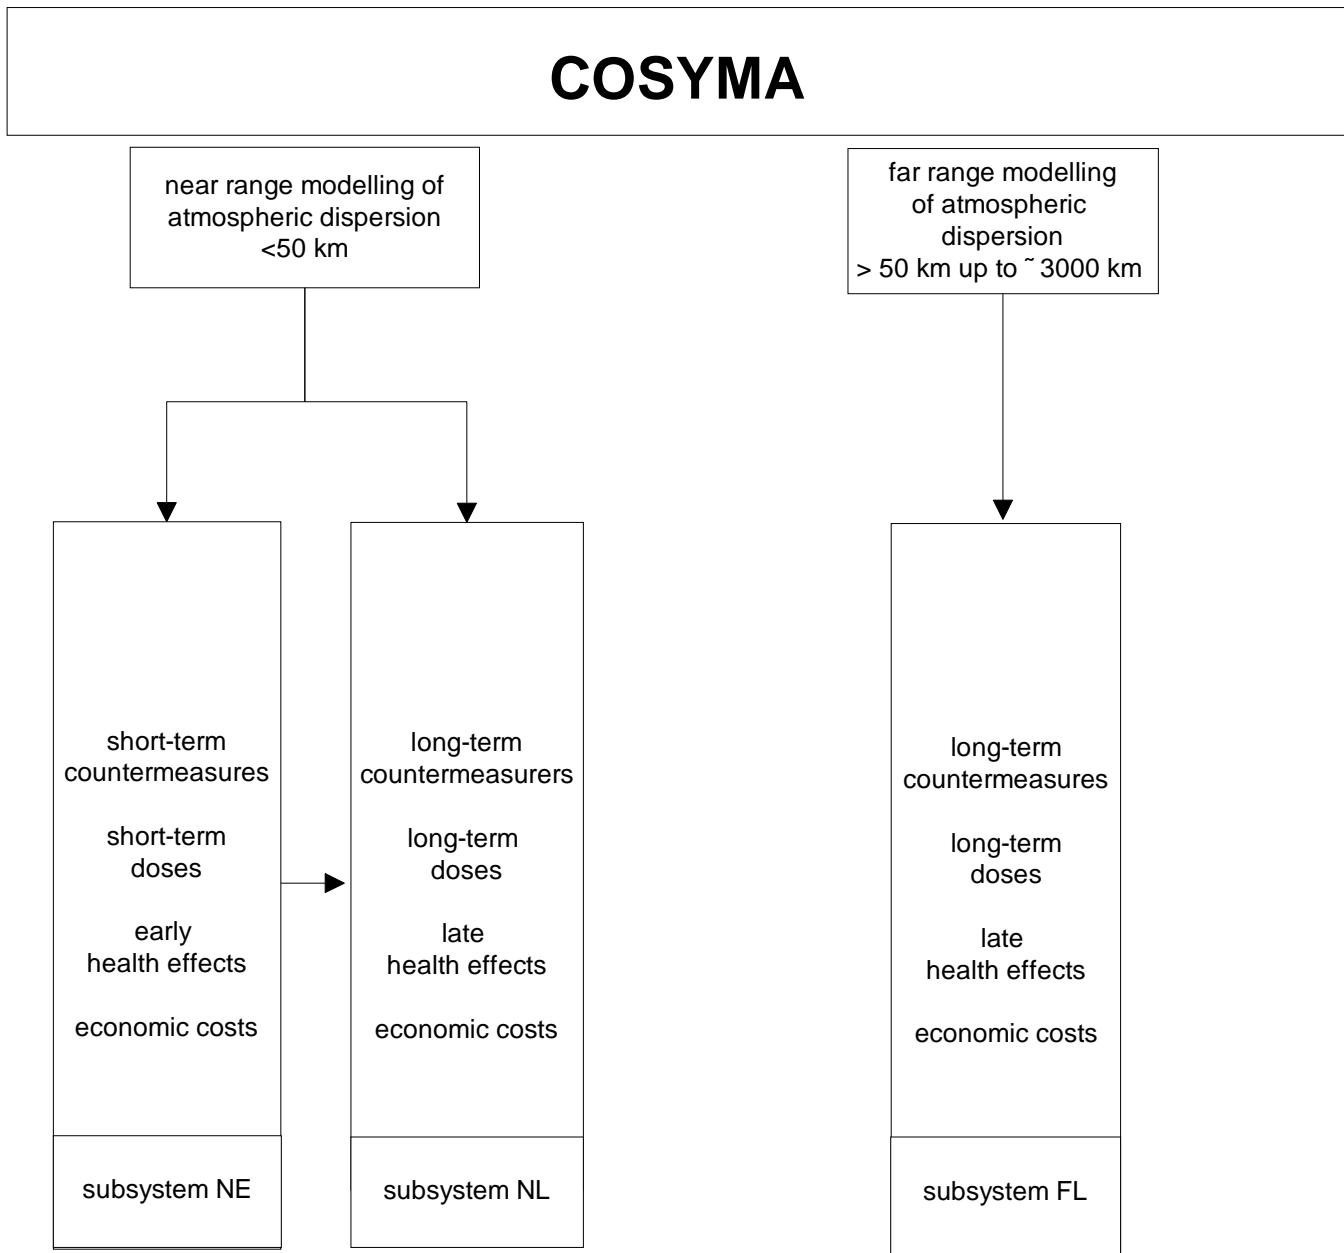 COSYMA
near range modelling of
atmospheric dispersion
<50 km
far range modelling
of atmospheric
dispersion
> 50 km up to ˜ 3000 km
short-term
countermeasures
short-term
doses
early
health effects
economic costs
subsystem NE
long-term
countermeasurers
long-term
doses
late
health effects
economic costs
subsystem NL
long-term
countermeasures
long-term
doses
late
health effects
economic costs
subsystem FL